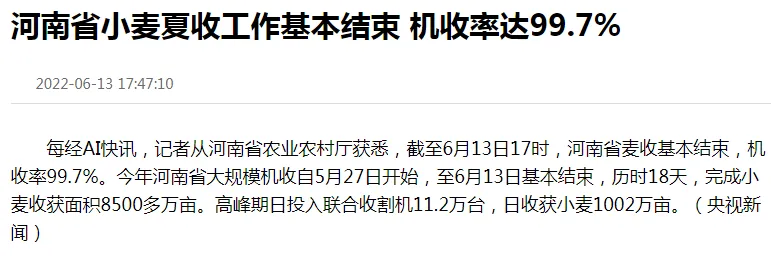 河南省小麦夏收工作基本结束 机收率达99.7%
2022-06-13 17:47:10
每经AI快讯，记者从河南省农业农村厅获悉，截至6月13日17时，河南省麦收基本结束，机
收率99.7%。今年河南省大规模机收自5月27日开始，至6月13日基本结束，历时18天，完成小
麦收获面积8500多万亩。高峰期日投入联合收割机11.2万台，日收获小麦1002万亩。（央视新
闻）